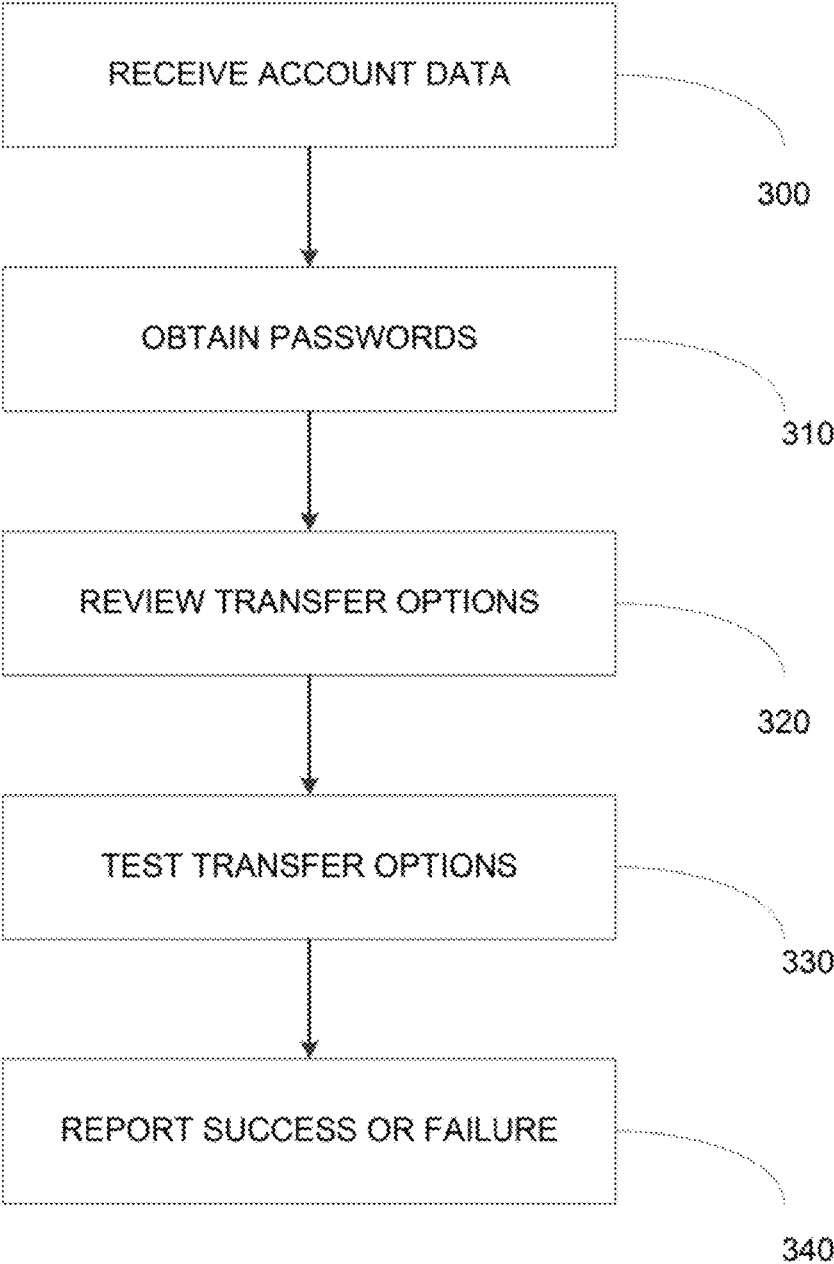 RECEIVE ACCOUNT DATA
300
OBTAIN PASSWORDS
310
REVIEW TRANSFER OPTIONS
320
TEST TRANSFER OPTIONS
330
REPORT SUCCESS OR FAILURE
340